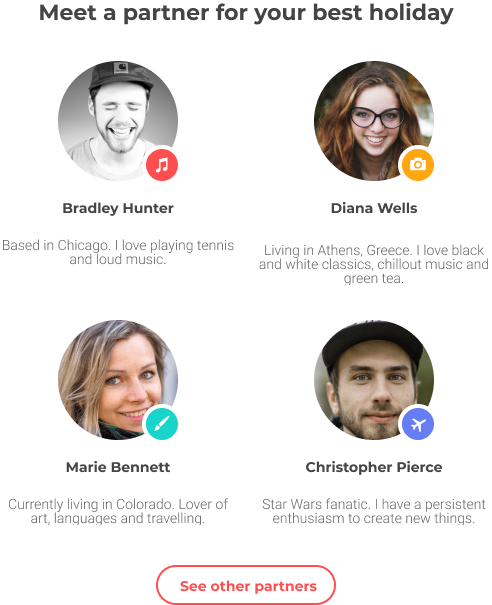 Meet a partner for your best holiday
Bradley Hunter
Based in Chicago. I love playing tennis
and loud music.
Diana Wells
Living in Athens, Greece. I love black
and white classics, chillout music and
green tea.
Marie Bennett
Currently living in Colorado. Lover of
art, languages and travelling.
Christopher Pierce
Star Wars fanatic. I have a persistent
enthusiasm to create new things.
See other partners